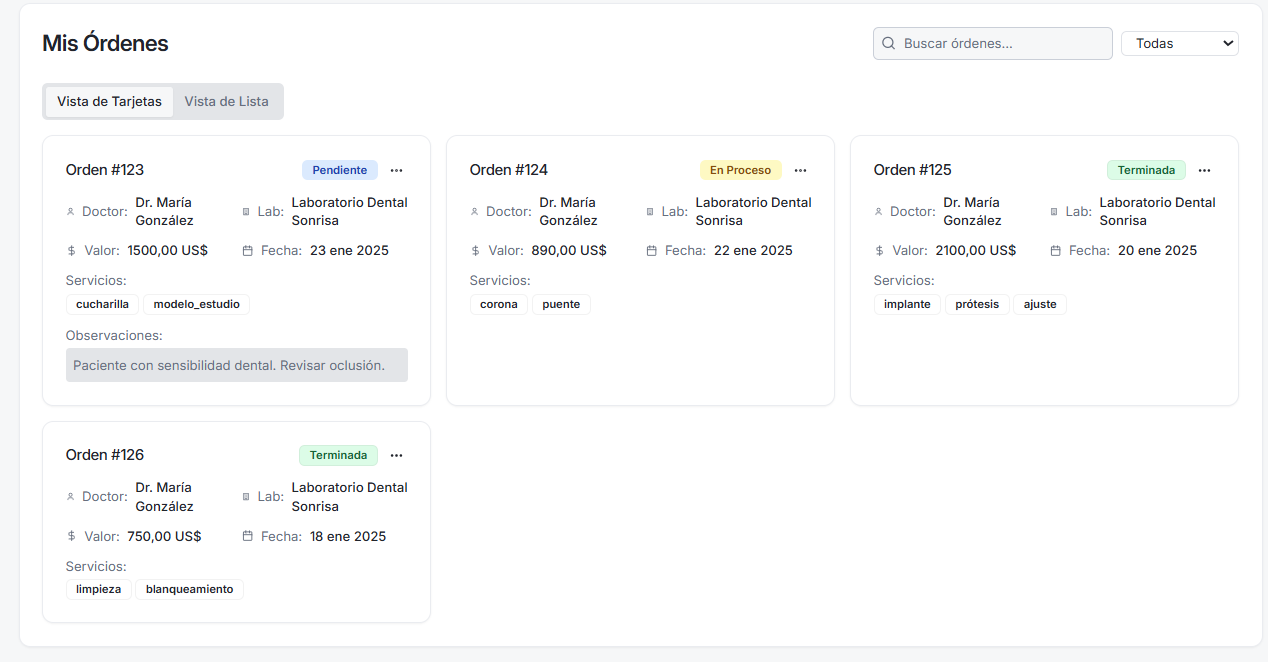 Mis Órdenes
Buscar órdenes...
Todas
Vista de Tarjetas
Vista de Lista
Orden #123
Pendiente
Doctor: Dr. María González
Lab: Laboratorio Dental Sonrisa
Valor: 1500,00 US$
Fecha: 23 ene 2025
Servicios:
cucharilla
modelo_estudio
Observaciones:
Paciente con sensibilidad dental. Revisar oclusión.
Orden #124
En Proceso
Doctor: Dr. María González
Lab: Laboratorio Dental Sonrisa
Valor: 890,00 US$
Fecha: 22 ene 2025
Servicios:
corona
puente
Orden #125
Terminada
Doctor: Dr. María González
Lab: Laboratorio Dental Sonrisa
Valor: 2100,00 US$
Fecha: 20 ene 2025
Servicios:
implante
prótesis
ajuste
Orden #126
Terminada
Doctor: Dr. María González
Lab: Laboratorio Dental Sonrisa
Valor: 750,00 US$
Fecha: 18 ene 2025
Servicios:
limpieza
blanqueamiento